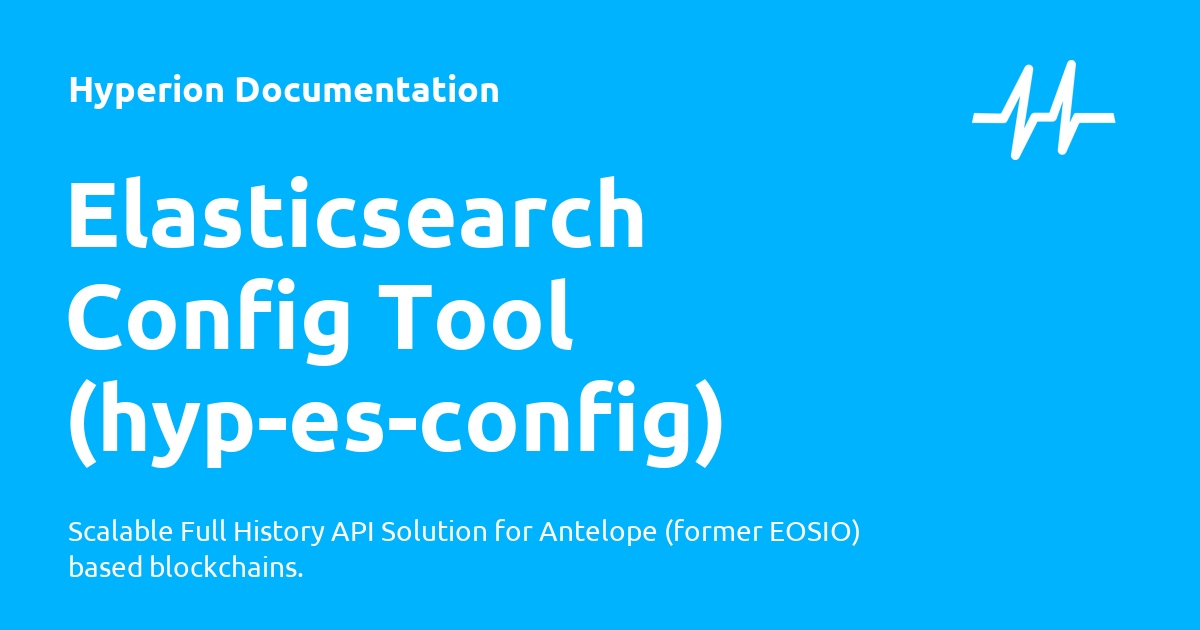 Hyperion Documentation
Elasticsearch
Config Tool
(hyp-es-config)
Scalable Full History API Solution for Antelope (former EOSIO)
based blockchains.